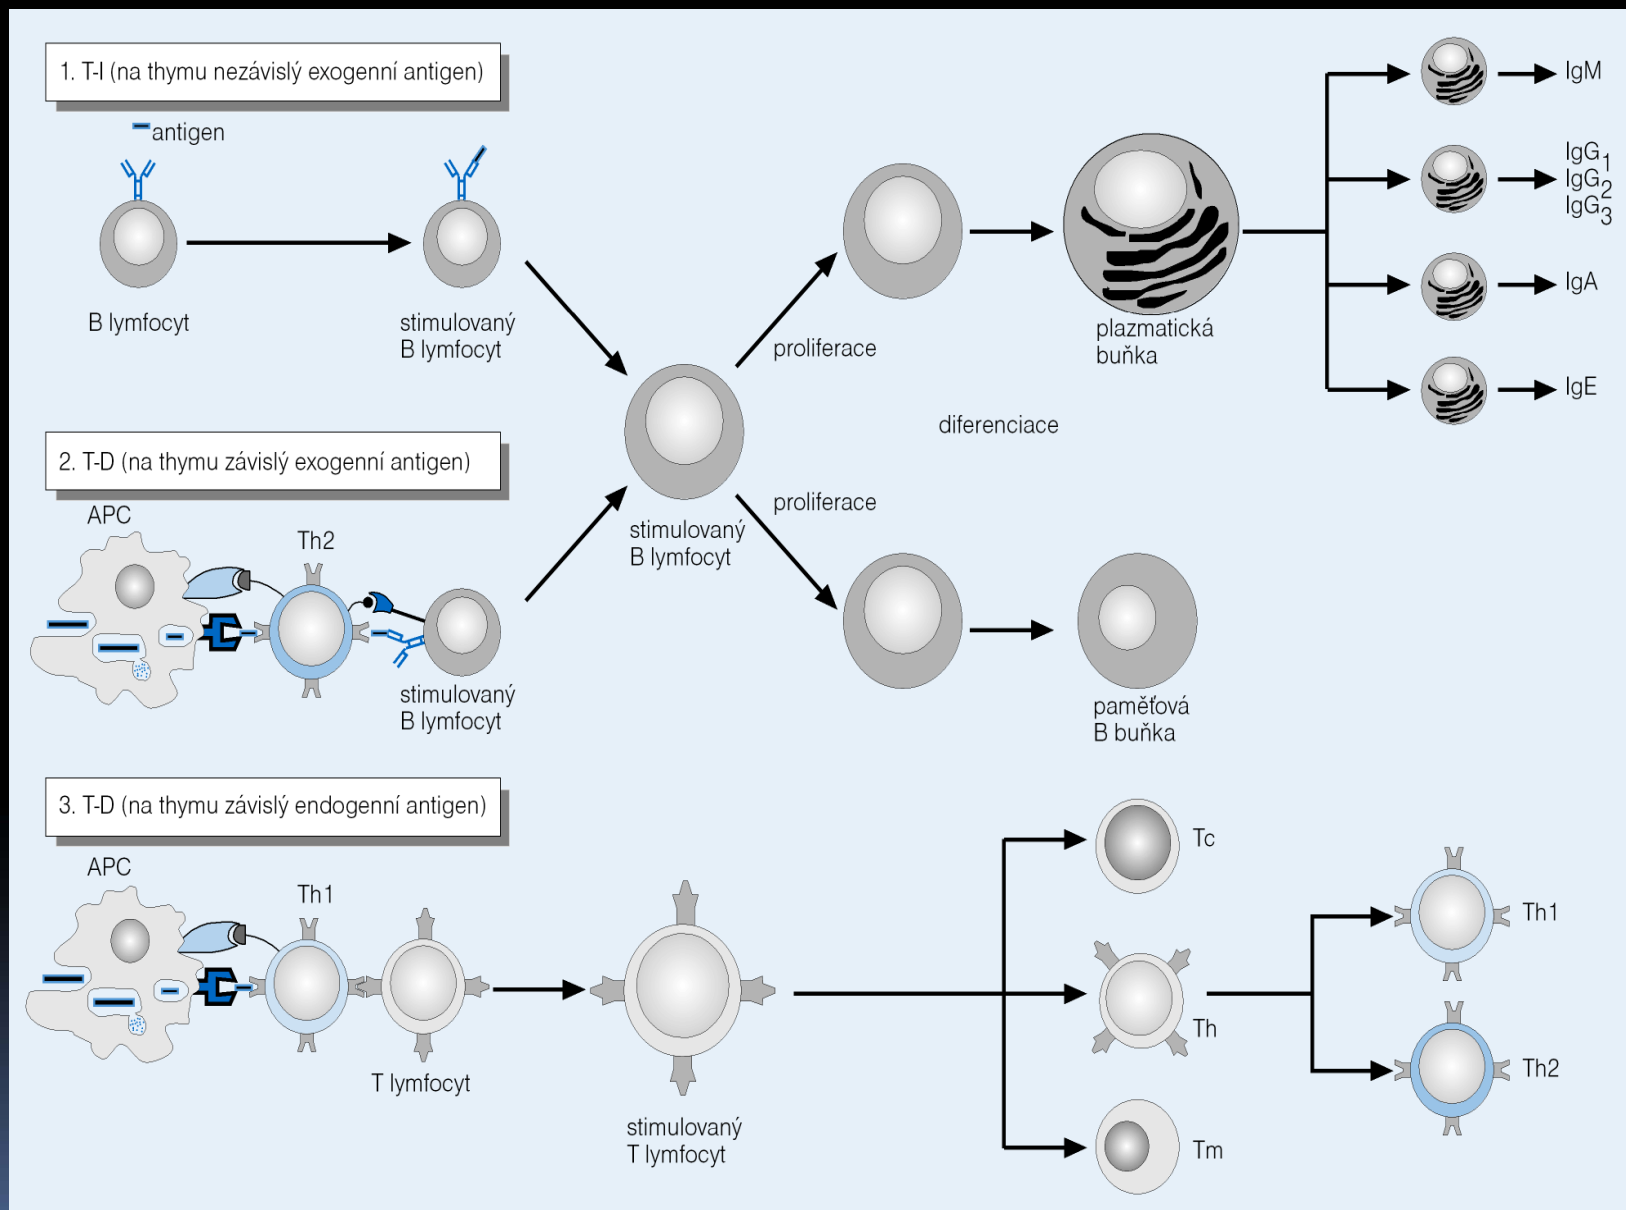 1. T-I (na thymu nezávislý exogenní antigen)
antigen
B lymfocyt
stimulovaný
B lymfocyt
proliferace
plazmatická
buňka
IgM
IgG1
IgG2
IgG3
IgA
IgE
diferenciace
2. T-D (na thymu závislý exogenní antigen)
APC
Th2
stimulovaný
B lymfocyt
stimulovaný
B lymfocyt
proliferace
paměťová
B buňka
3. T-D (na thymu závislý endogenní antigen)
APC
Th1
T lymfocyt
stimulovaný
T lymfocyt
Tc
Th
Tm
Th1
Th2